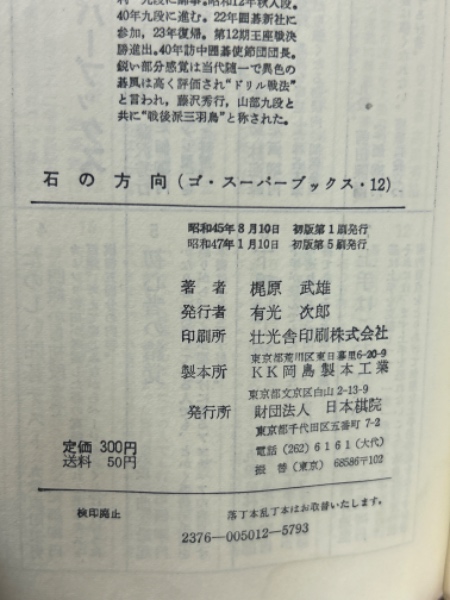 昭和12年秋入段。
40年九段に進む。22年囲碁新社に
参加，23年復帰。第12期王座戦決
勝進出。40年訪中囲碁使節団団長。
鋭い部分感覚は当代随一で異色の
碁風は高く評価され“ドリル戦法”
と言われ，藤沢秀行，山部九段と
共に“戦後派三羽烏”と称された。
石の方向（ゴ・スーパーブックス・12）
昭和45年8月10日 初版第1刷発行
昭和47年1月10日 初版第5刷発行
著者 梶原 武雄
発行者 有光 次郎
印刷所 壮光舎印刷株式会社
東京都荒川区東日暮里6-20-9
製本所 KK岡島製本工業
東京都文京区白山2-13-9
発行所 財団法人 日本棋院
東京都千代田区五番町7-2
定価 300円
電話 (262) 6161 (大代)
送料 50円
振替 (東京) 68586〒102
検印廃止
落丁本乱丁本はお取替いたします。
2376—005012—5793